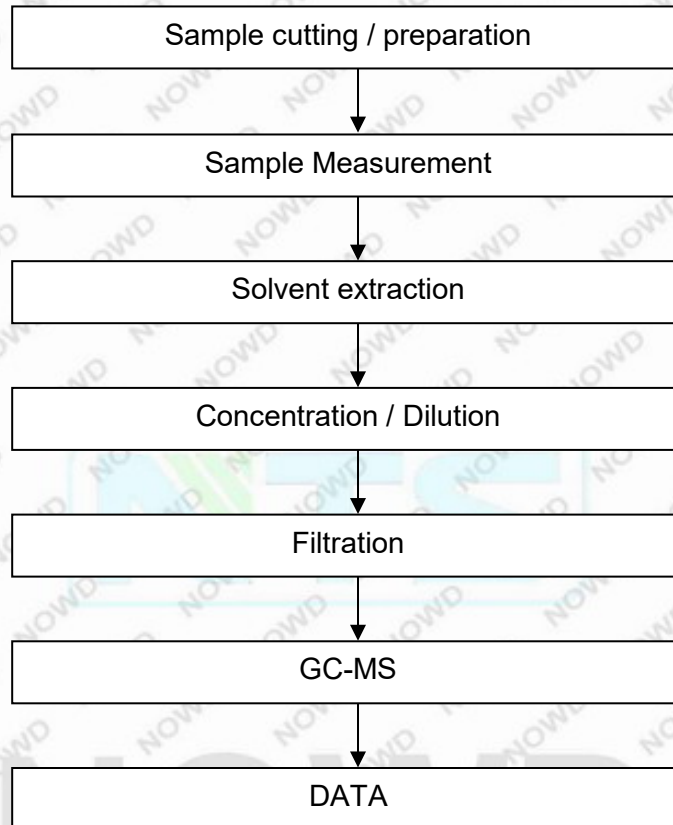 Sample cutting / preparation
Sample Measurement
Solvent extraction
Concentration / Dilution
Filtration
GC-MS
DATA